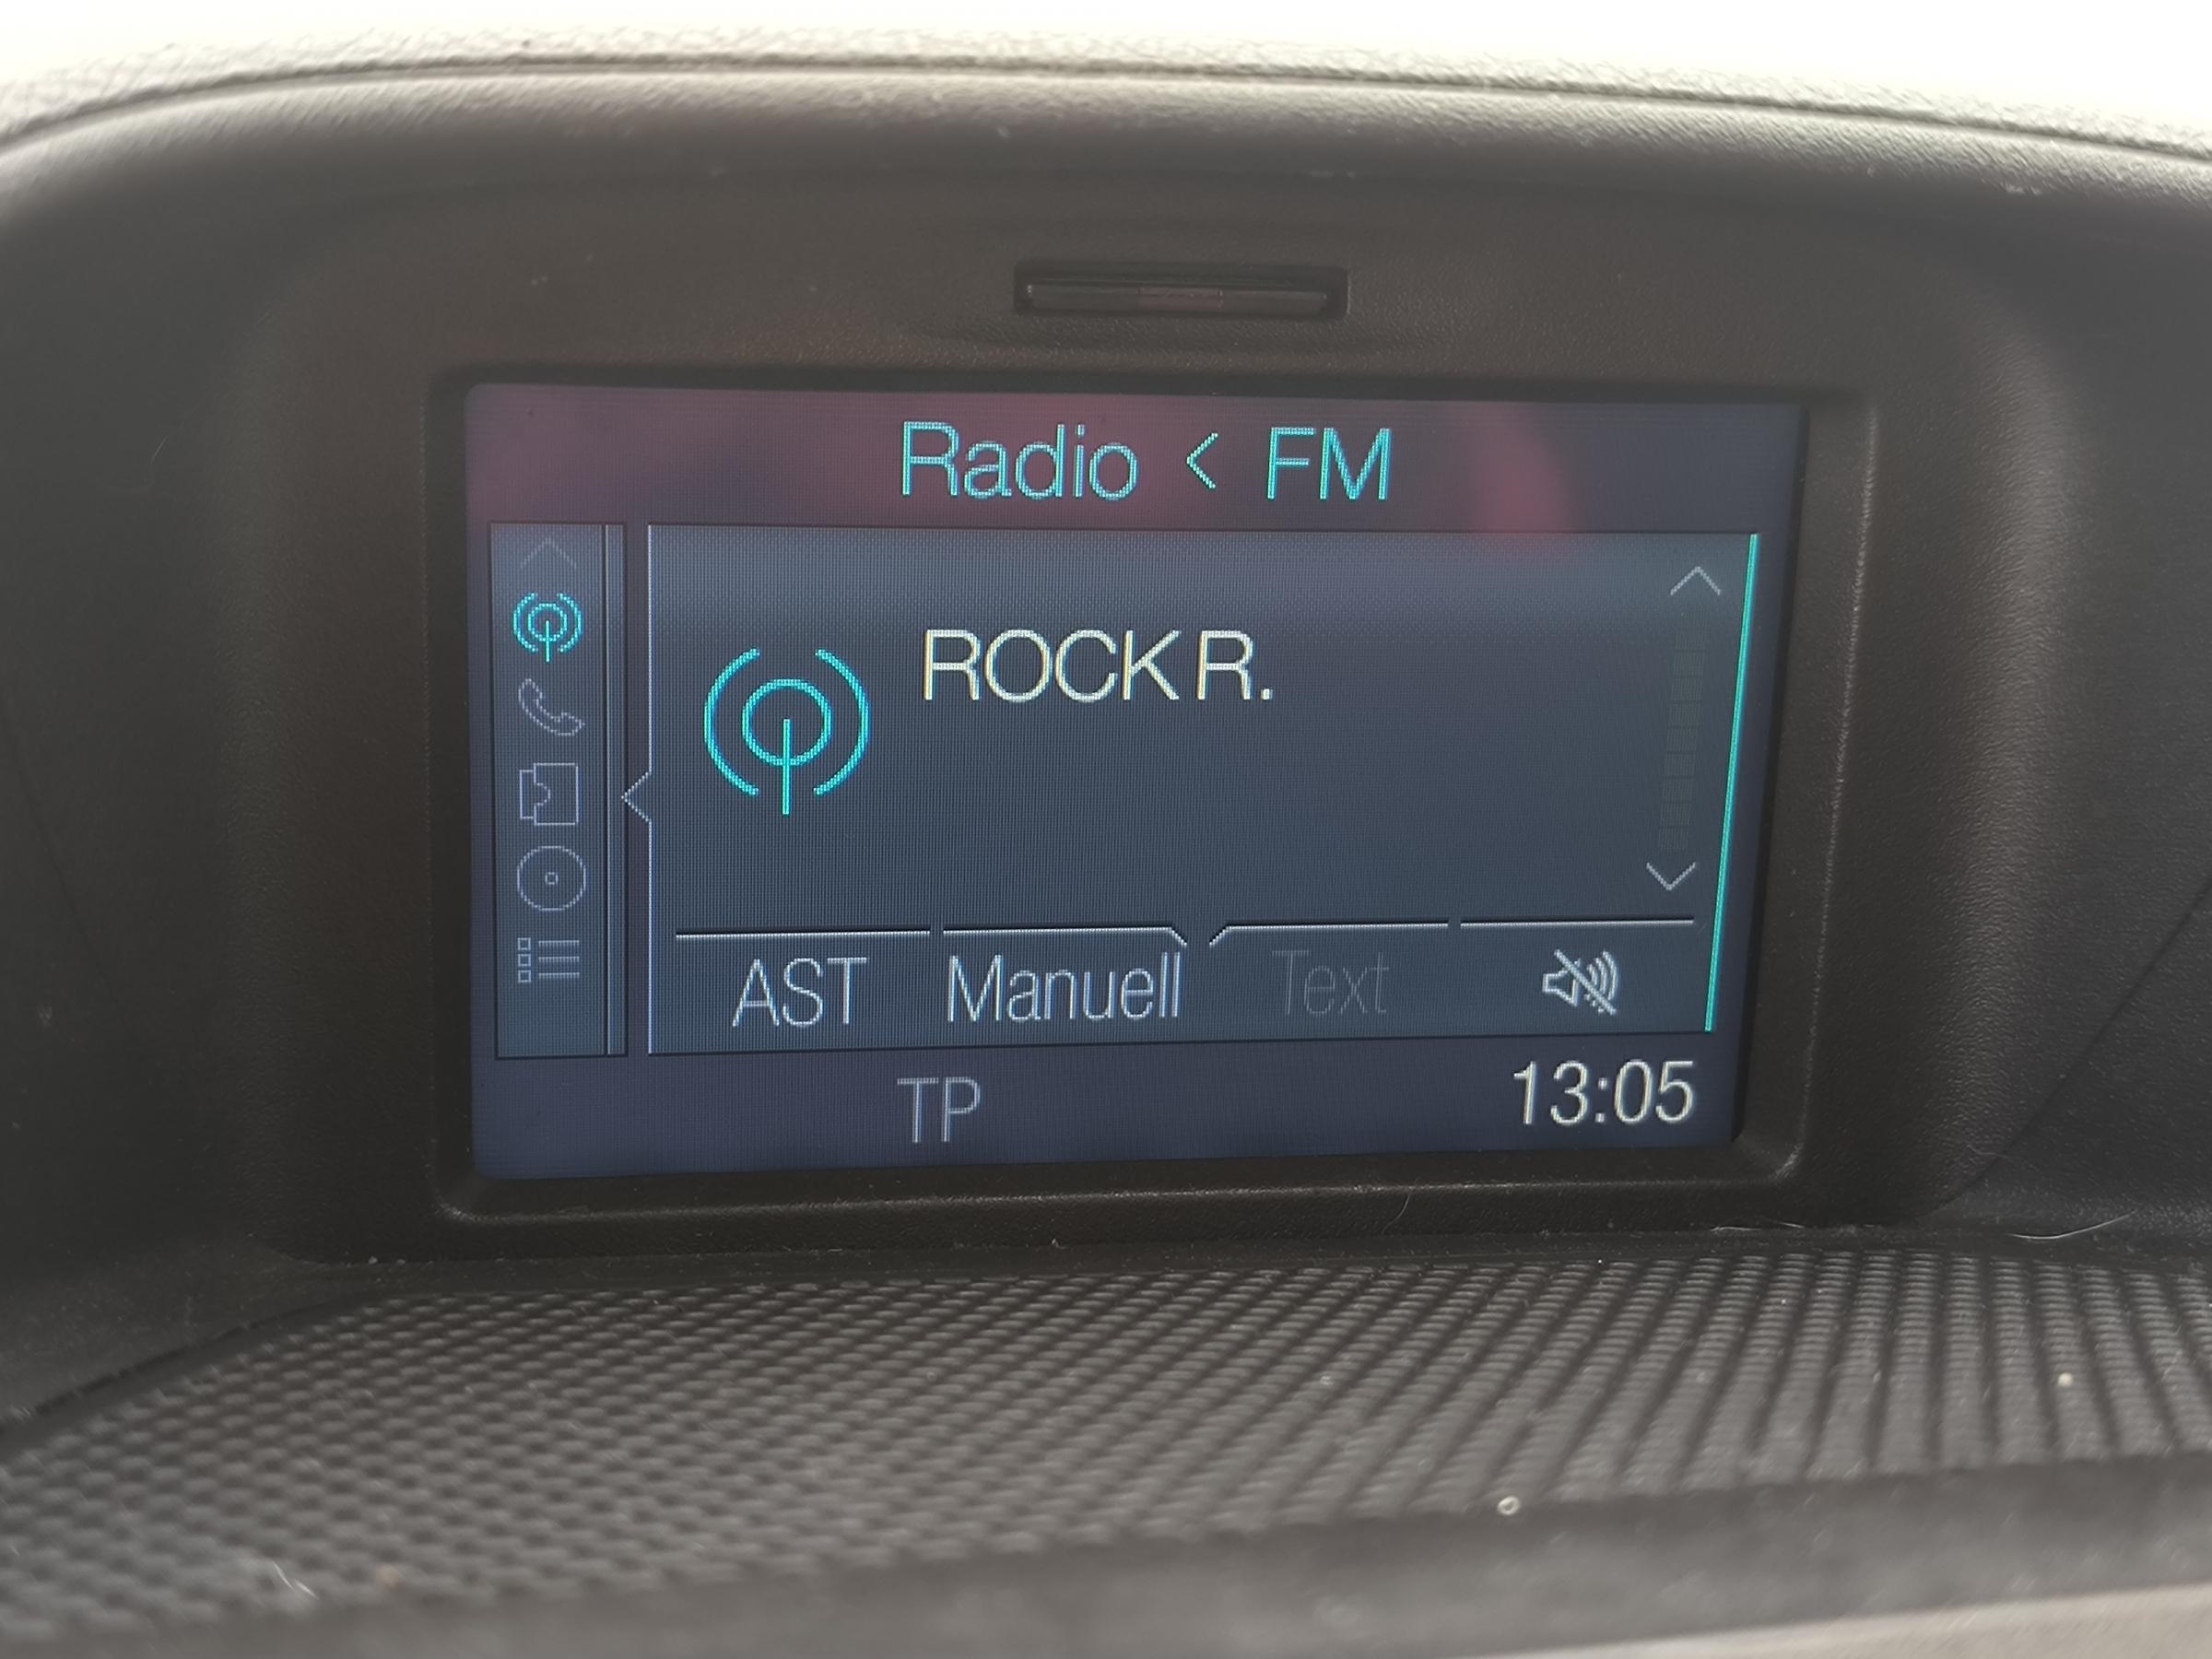 Radio < FM
ROCK R.
AST Manuell Text
TP 13:05